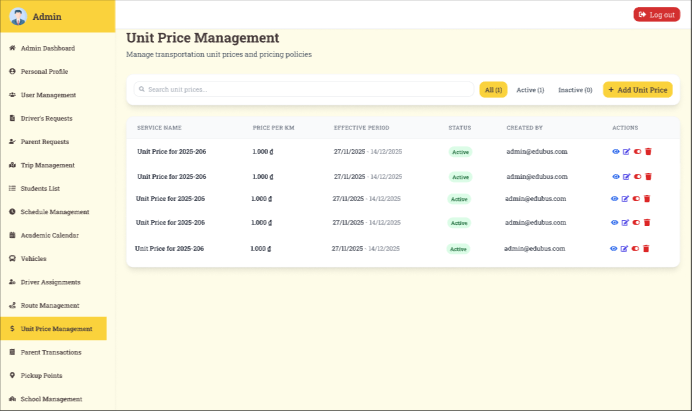 Admin
Log out
Admin Dashboard
Personal Profile
User Management
Driver's Requests
Parent Requests
Trip Management
Students List
Schedule Management
Academic Calendar
Vehicles
Driver Assignments
Route Management
Unit Price Management
Parent Transactions
Pickup Points
School Management
Unit Price Management
Manage transportation unit prices and pricing policies
Search unit prices...
All (1) Active (1) Inactive (0) + Add Unit Price
SERVICE NAME PRICE PER KM EFFECTIVE PERIOD STATUS CREATED BY ACTIONS
Unit Price for 2025-206 1.000 ₫ 27/11/2025 - 14/12/2025 Active admin@edubus.com
Unit Price for 2025-206 1.000 ₫ 27/11/2025 - 14/12/2025 Active admin@edubus.com
Unit Price for 2025-206 1.000 ₫ 27/11/2025 - 14/12/2025 Active admin@edubus.com
Unit Price for 2025-206 1.000 ₫ 27/11/2025 - 14/12/2025 Active admin@edubus.com
Unit Price for 2025-206 1.000 ₫ 27/11/2025 - 14/12/2025 Active admin@edubus.com